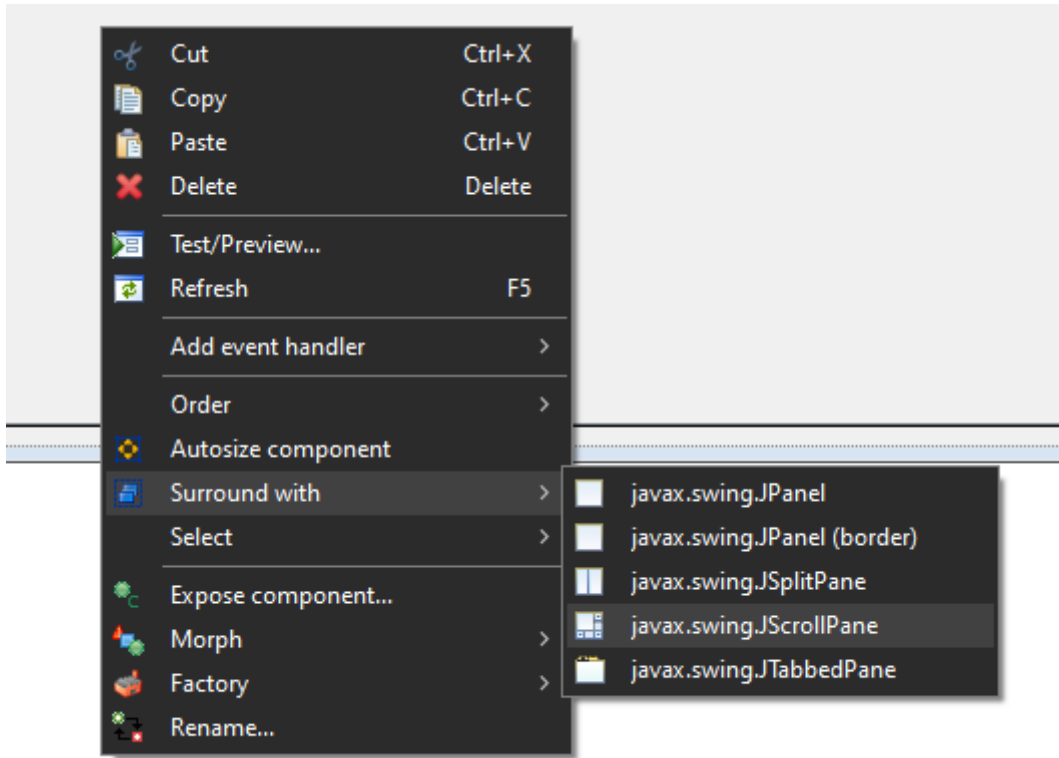 Cut Ctrl+X
Copy Ctrl+C
Paste Ctrl+V
Delete Delete
Test/Preview...
Refresh F5
Add event handler
Order
Autosize component
Surround with
Select
Expose component...
Morph
Factory
Rename...
javax.swing.JPanel
javax.swing.JPanel (border)
javax.swing.JSplitPane
javax.swing.JScrollPane
javax.swing.JTabbedPane